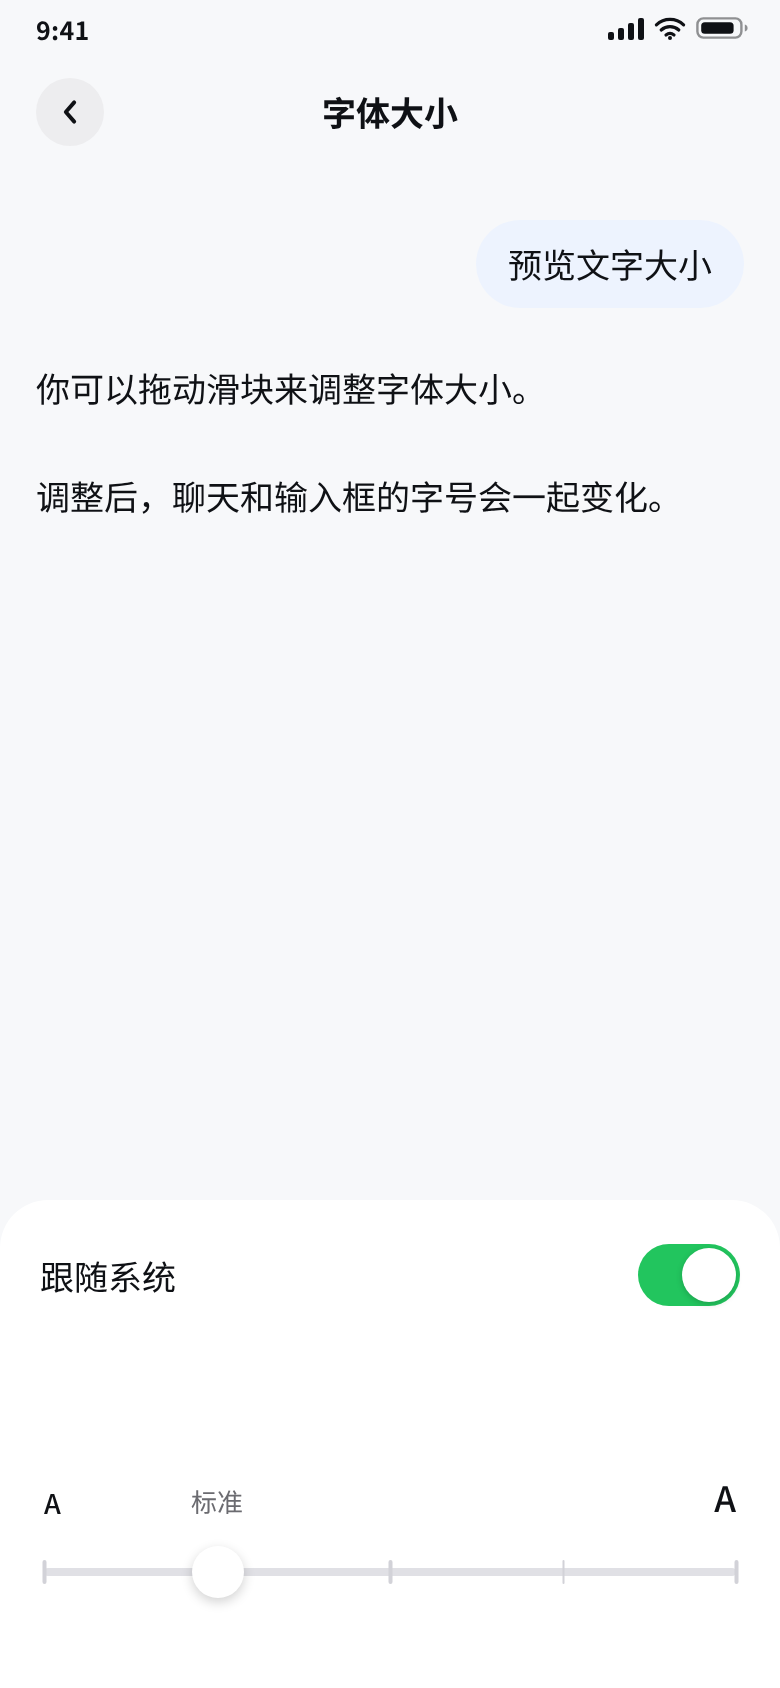 9:41
字体大小
预览文字大小
你可以拖动滑块来调整字体大小。
调整后，聊天和输入框的字号会一起变化。
跟随系统
A 标准 A